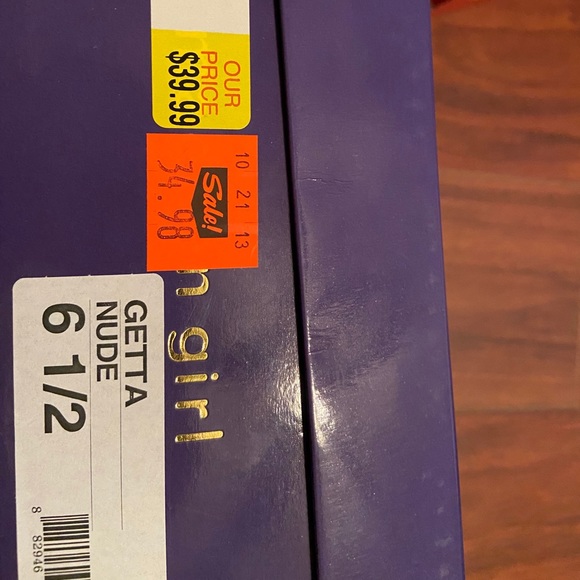 OUR
PRICE
$39.99
10 21 13
Sale!
34.98
m girl
GETTA
NUDE
6 1/2
8 82946